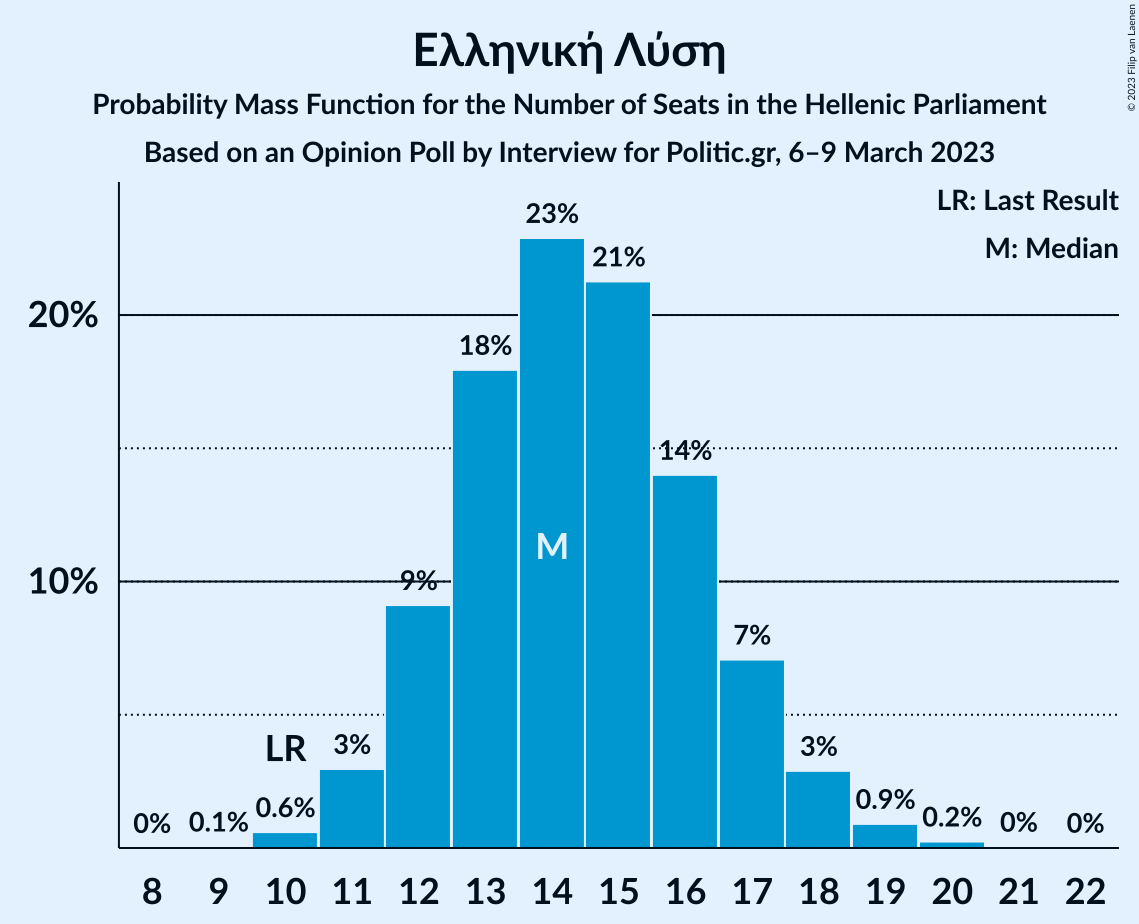 Ελληνική Λύση
Probability Mass Function for the Number of Seats in the Hellenic Parliament
Based on an Opinion Poll by Interview for Politic.gr, 6–9 March 2023
© 2023 Filip van Laenen
LR: Last Result
M: Median
20%
10%
0%
0.1%
0.6%
LR
3%
9%
18%
23%
M
21%
14%
7%
3%
0.9%
0.2%
0%
0%
8 9 10 11 12 13 14 15 16 17 18 19 20 21 22